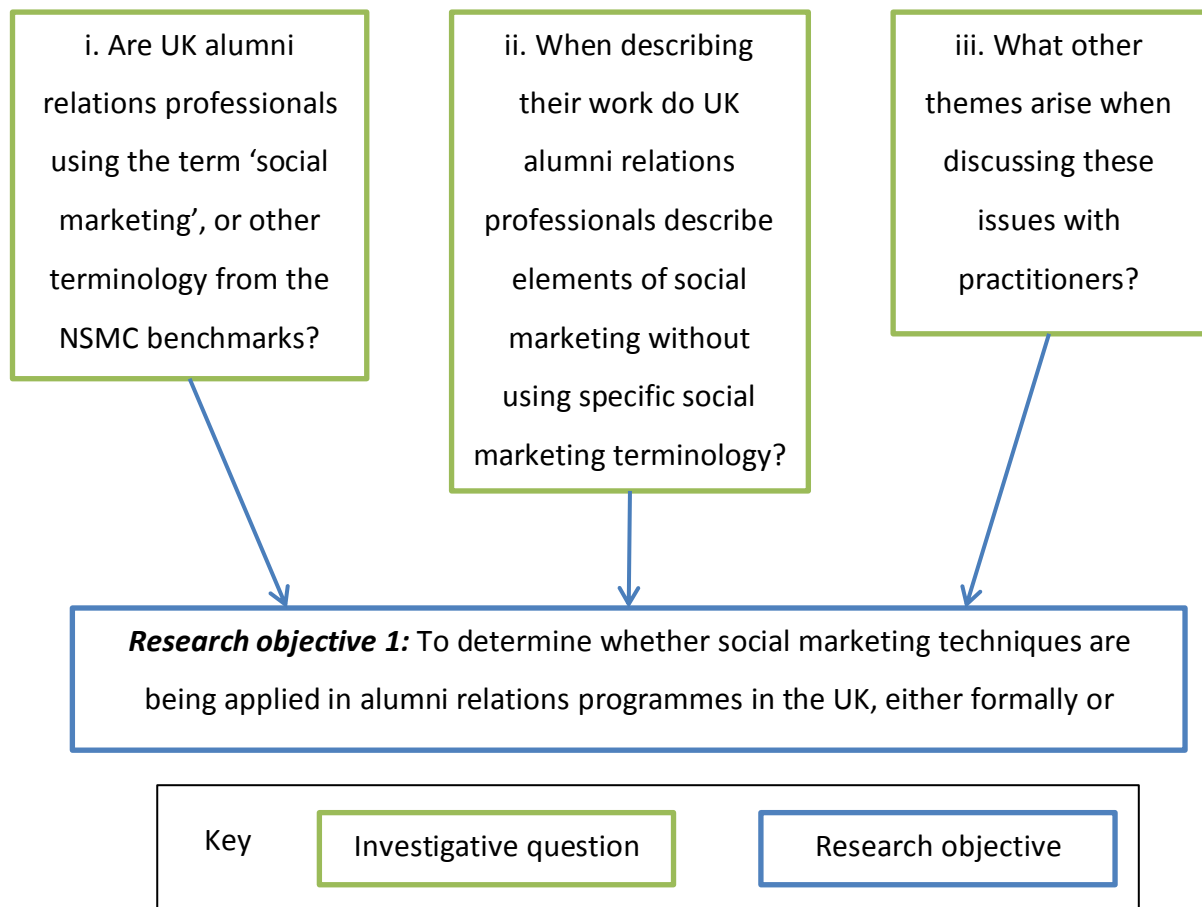 i. Are UK alumni
relations professionals
using the term ‘social
marketing’, or other
terminology from the
NSMC benchmarks?
ii. When describing
their work do UK
alumni relations
professionals describe
elements of social
marketing without
using specific social
marketing terminology?
iii. What other
themes arise when
discussing these
issues with
practitioners?
Research objective 1: To determine whether social marketing techniques are
being applied in alumni relations programmes in the UK, either formally or
Key
Investigative question
Research objective